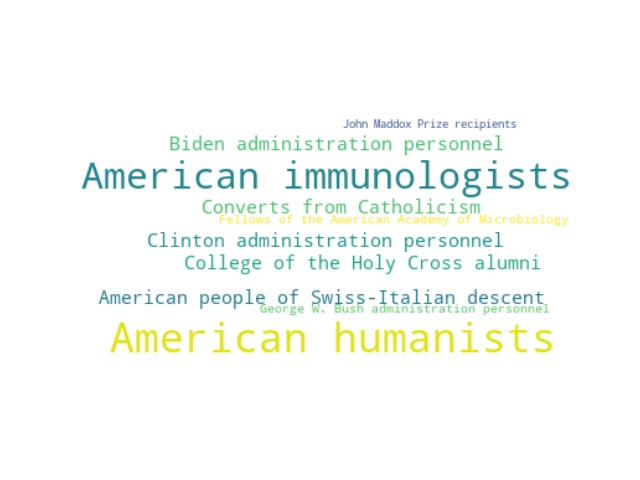 John Maddox Prize recipients
Biden administration personnel
American immunologists
Converts from Catholicism
Fellows of the American Academy of Microbiology
Clinton administration personnel
College of the Holy Cross alumni
American people of Swiss-Italian descent
George W. Bush administration personnel
American humanists